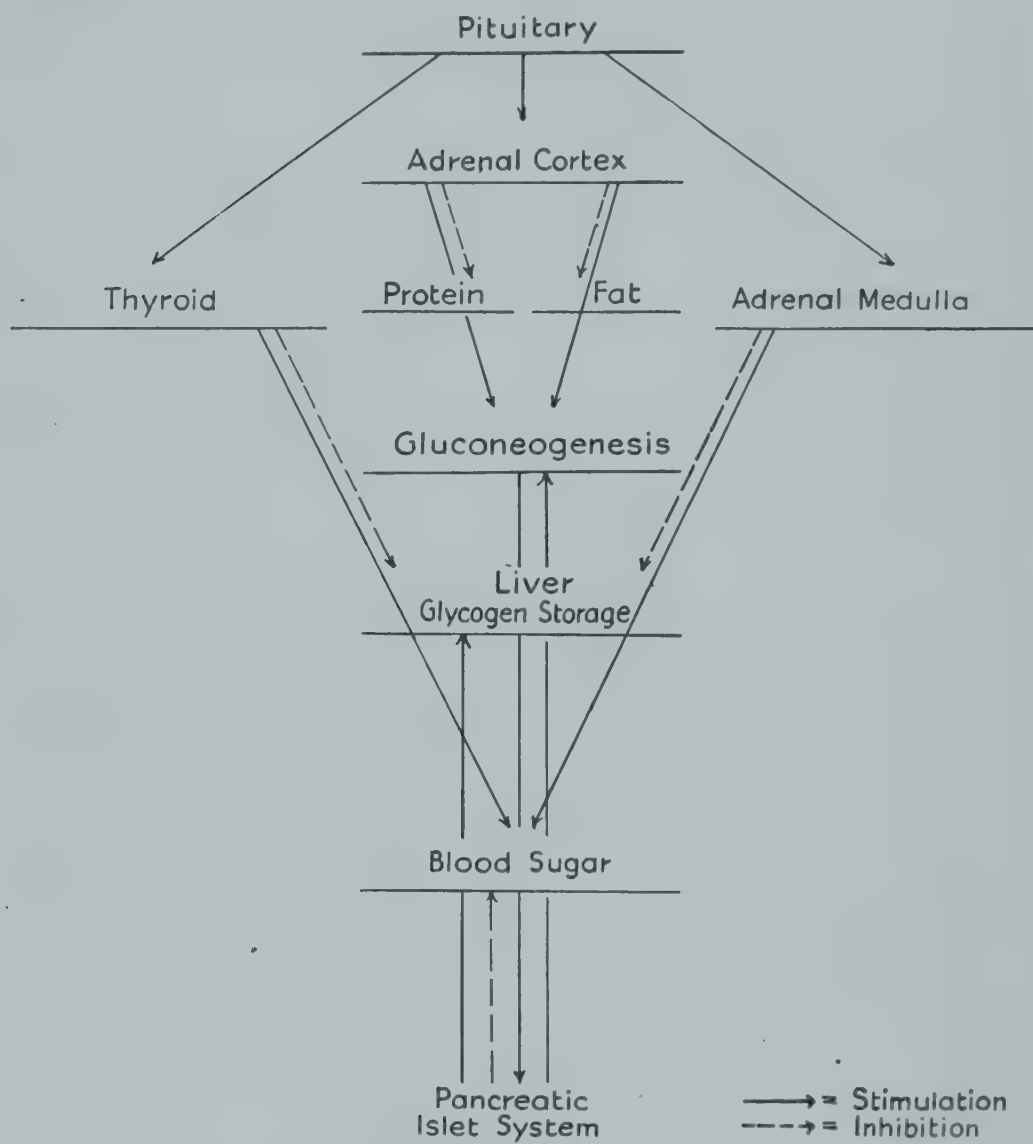 Pituitary
Adrenal Cortex
Thyroid
Protein
Fat
Adrenal Medulla
Gluconeogenesis
Liver
Glycogen Storage
Blood Sugar
Pancreatic
Islet System
= Stimulation
= Inhibition